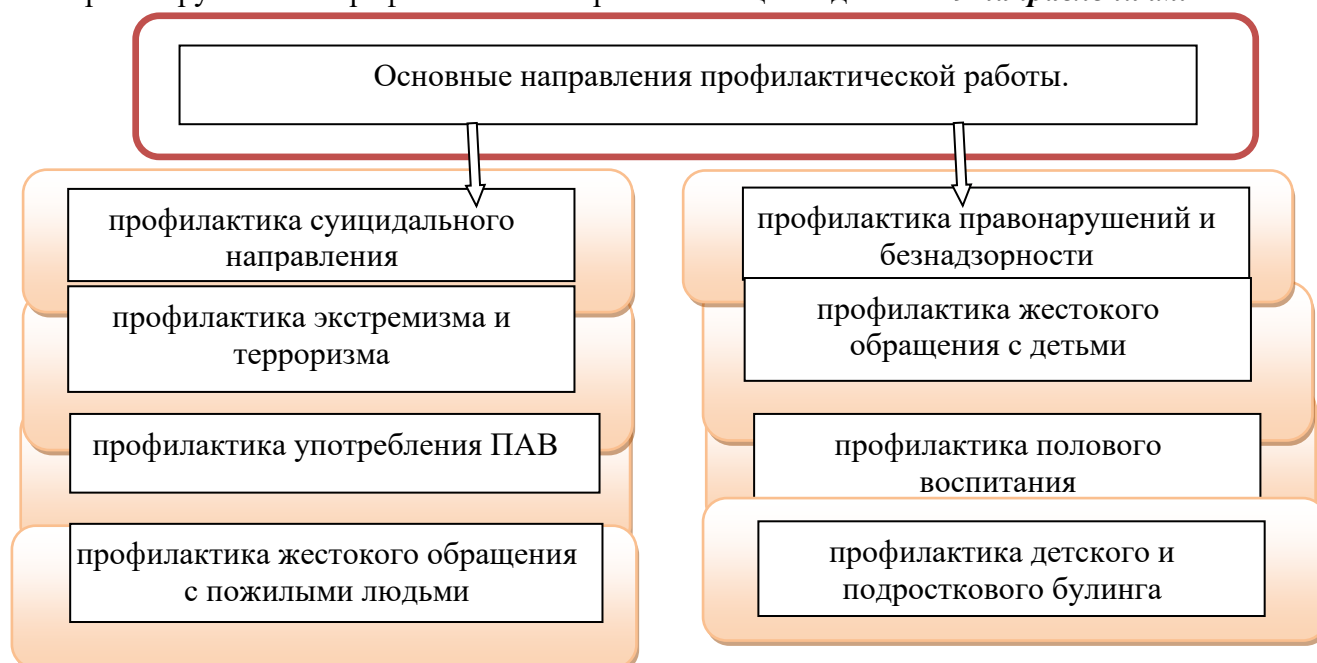 Основные направления профилактической работы.
профилактика суицидального
направления
профилактика экстремизма и
терроризма
профилактика употребления ПАВ
профилактика жестокого обращения
с пожилыми людьми
профилактика правонарушений и
безнадзорности
профилактика жестокого
обращения с детьми
профилактика полового
воспитания
профилактика детского и
подросткового булинга